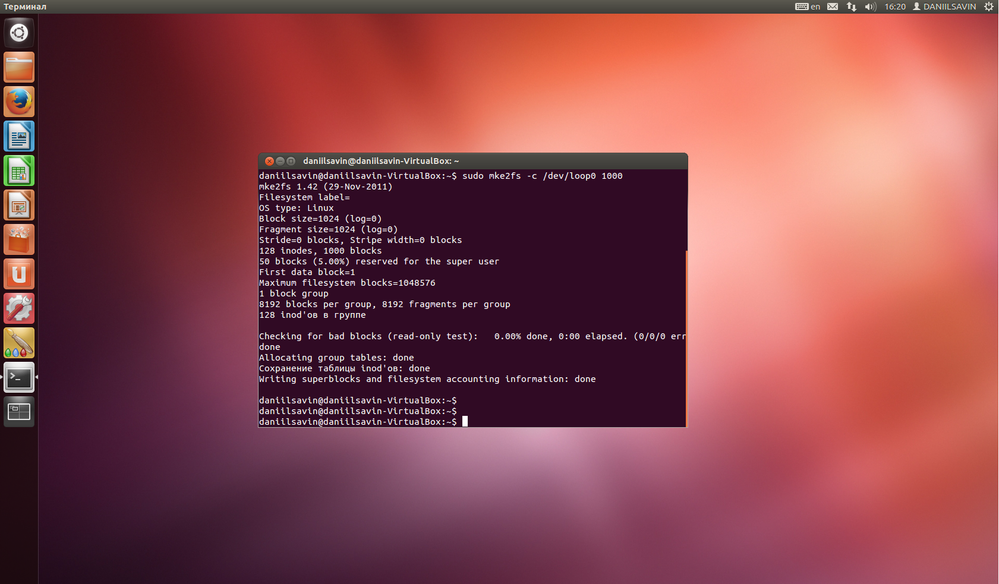 Терминал
en
16:20
DANIILSAVIN
daniilsavin@daniilsavin-VirtualBox: ~
daniilsavin@daniilsavin-VirtualBox:~$ sudo mke2fs -c /dev/loop0 1000
mke2fs 1.42 (29-Nov-2011)
Filesystem label=
OS type: Linux
Block size=1024 (log=0)
Fragment size=1024 (log=0)
Stride=0 blocks, Stripe width=0 blocks
128 inodes, 1000 blocks
50 blocks (5.00%) reserved for the super user
First data block=1
Maximum filesystem blocks=1048576
1 block group
8192 blocks per group, 8192 fragments per group
128 inod'ов в группе
Checking for bad blocks (read-only test):   0.00% done, 0:00 elapsed. (0/0/0 err
done
Allocating group tables: done
Сохранение таблицы inod'ов: done
Writing superblocks and filesystem accounting information: done
daniilsavin@daniilsavin-VirtualBox:~$
daniilsavin@daniilsavin-VirtualBox:~$
daniilsavin@daniilsavin-VirtualBox:~$